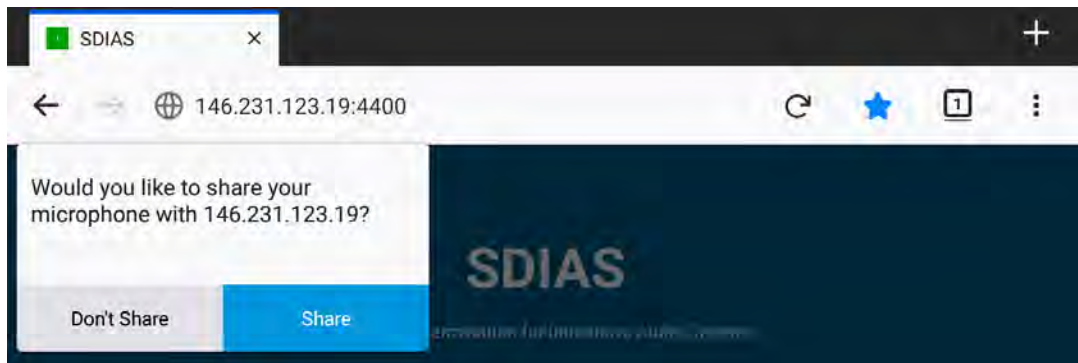 SDIAS
146.231.123.19:4400
1
Would you like to share your
microphone with 146.231.123.19?
SDIAS
Don't Share
Share